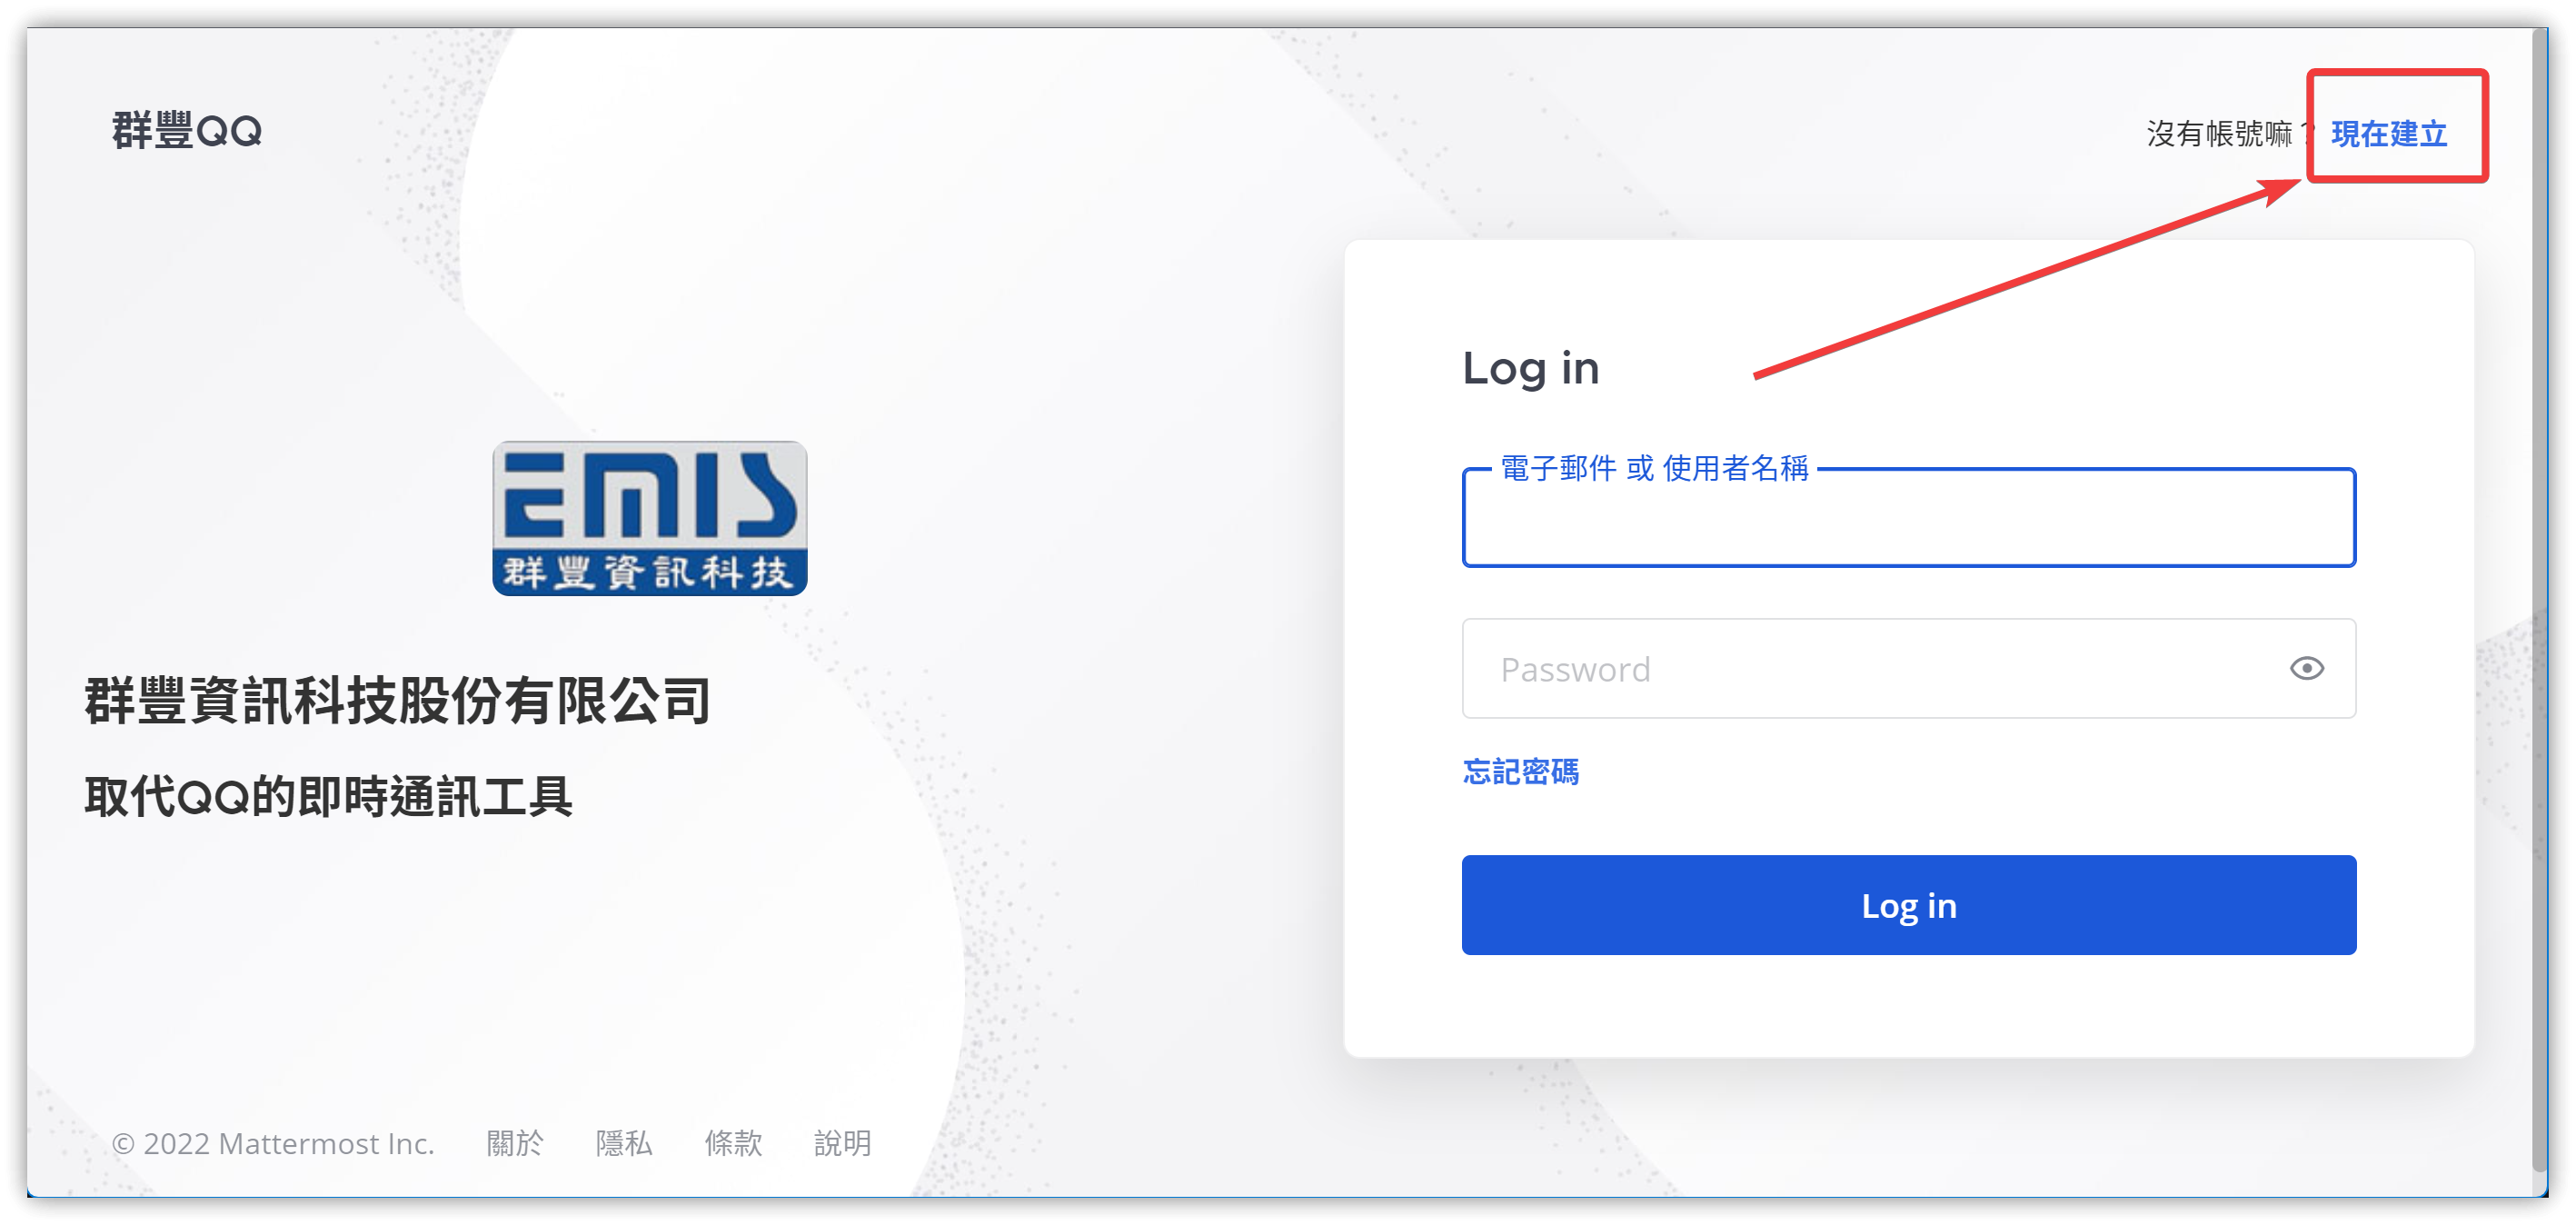 群豐QQ
沒有帳號嘛？ 現在建立
EMIS
群豐資訊科技
群豐資訊科技股份有限公司
取代QQ的即時通訊工具
Log in
電子郵件 或 使用者名稱
Password
忘記密碼
Log in
© 2022 Mattermost Inc. 關於 隱私 條款 說明